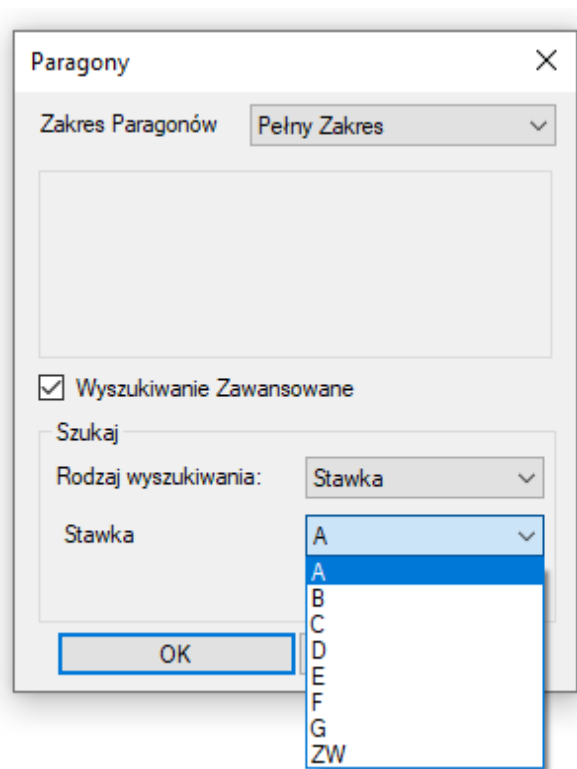 Paragony
Zakres Paragonów Pełny Zakres
Wyszukiwanie Zawansowane
Szukaj
Rodzaj wyszukiwania: Stawka
Stawka A
A
B
C
D
E
F
G
ZW
OK